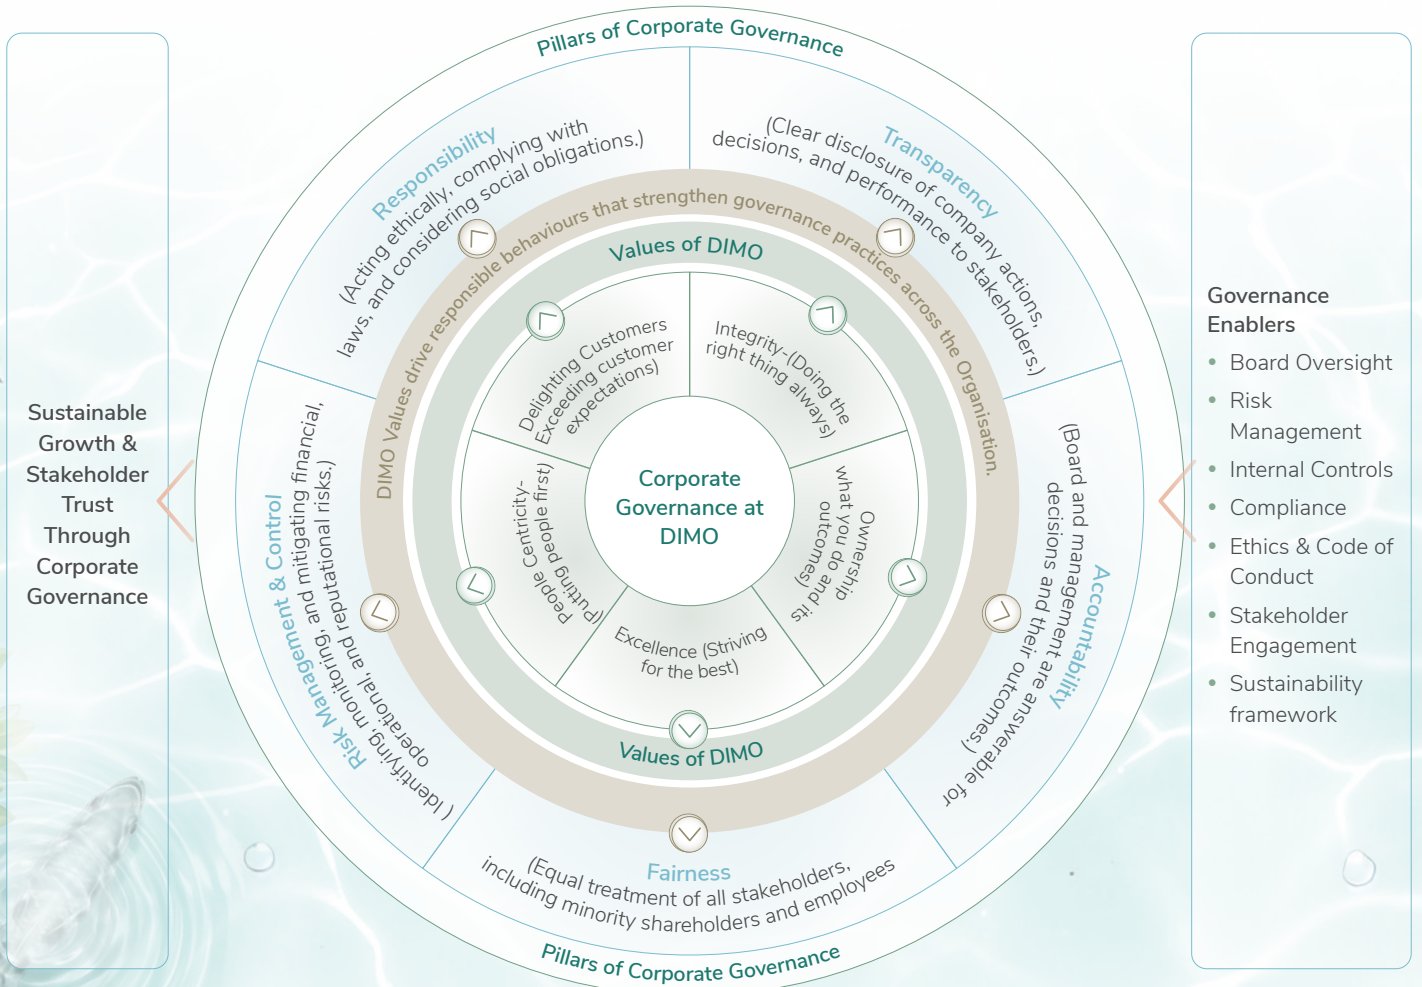 Pillars of Corporate Governance
Responsibility
(Acting ethically, complying with
laws, and considering social obligations.)
Transparency
(Clear disclosure of company actions,
decisions, and performance to stakeholders.)
DIMO Values drive responsible behaviours that strengthen governance practices across the Organisation.
Values of DIMO
Delighting Customers
Exceeding customer
expectations)
Integrity-(Doing the
right thing always)
Sustainable
Growth &
Stakeholder
Trust
Through
Corporate
Governance
Risk Management & Control
(Identifying, monitoring, and mitigating financial,
operational, and reputational risks.)
People Centricity-
(Putting people first)
Corporate
Governance at
DIMO
Ownership
what you do and its
outcomes)
Accountability
(Board and management are answerable for
decisions and their outcomes.)
Excellence (Striving
for the best)
Values of DIMO
Fairness
(Equal treatment of all stakeholders,
including minority shareholders and employees
Pillars of Corporate Governance
Governance
Enablers
• Board Oversight
• Risk
Management
• Internal Controls
• Compliance
• Ethics & Code of
Conduct
• Stakeholder
Engagement
• Sustainability
framework